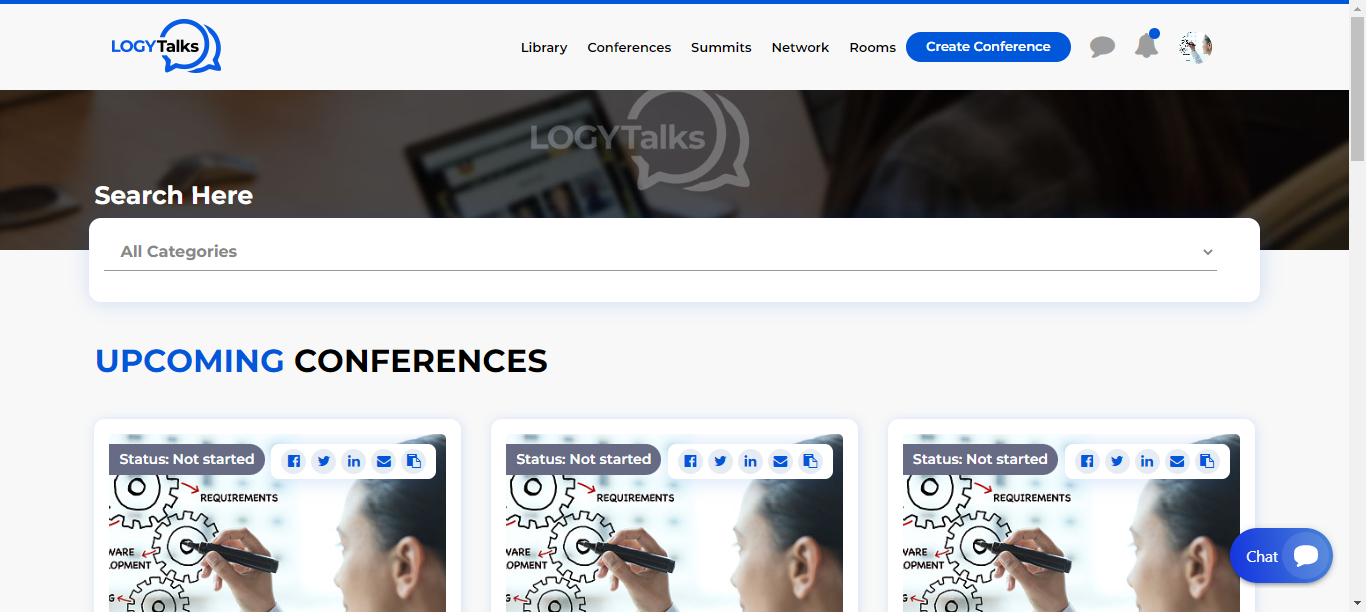 LOGYTalks
Library Conferences Summits Network Rooms Create Conference
LOGYTalks
Search Here
All Categories
UPCOMING CONFERENCES
Status: Not started Status: Not started Status: Not started
REQUIREMENTS REQUIREMENTS REQUIREMENTS
WARE WARE WARE
OPMENT OPMENT OPMENT
Chat